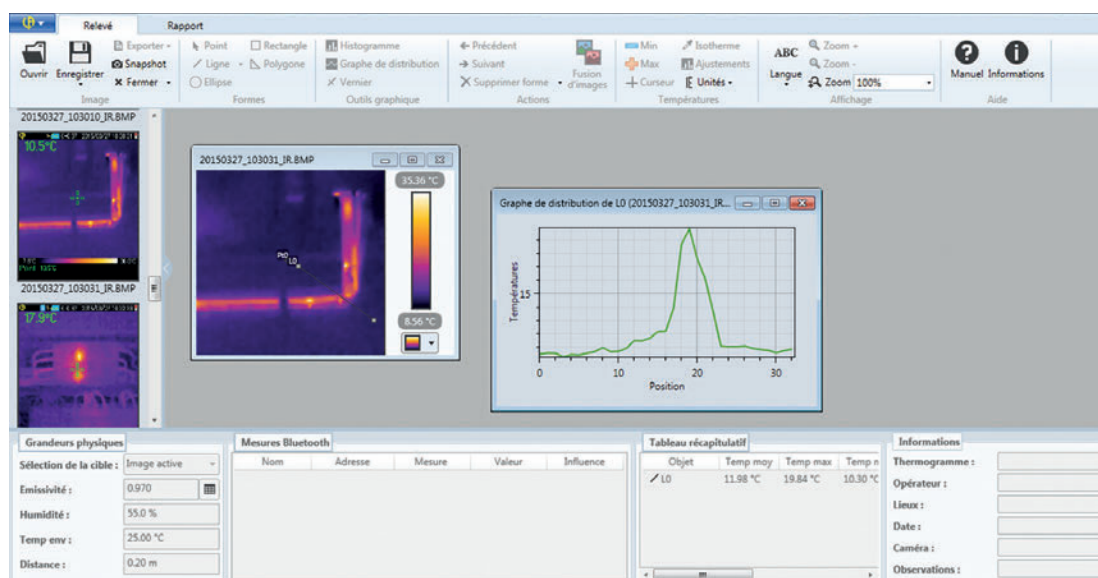 Relevé Rapport
Ouvrir
Enregistrer
Exporter
Snapshot
Fermer
Image
Point Rectangle
Ligne Polygone
Ellipse
Formes
Histogramme
Graphe de distribution
Vernier
Outils graphique
Précédent
Suivant
Supprimer forme
Fusion d'images
Actions
Min Isotherme
Max Ajustements
Curseur Unités
Températures
ABC
Langue
Zoom +
Zoom -
Zoom 100%
Affichage
Manuel Informations
Aide
20150327_103010_IR.BMP
10.5°C
20150327_103031_IR.BMP
17.9°C
20150327_103031_IR.BMP
35.36 °C
8.56 °C
Pt0
L0
Graphe de distribution de L0 (20150327_103031_IR...
Températures
15
0 10 20 30
Position
Grandeurs physiques
Sélection de la cible : Image active
Emissivité : 0.970
Humidité : 55.0 %
Temp env : 25.00 °C
Distance : 0.20 m
Mesures Bluetooth
Nom Adresse Mesure Valeur Influence
Tableau récapitulatif
Objet Temp moy Temp max Temp
L0 11.98 °C 19.84 °C 10.30 °C
Informations
Thermogramme :
Opérateur :
Lieux :
Date :
Caméra :
Observations :